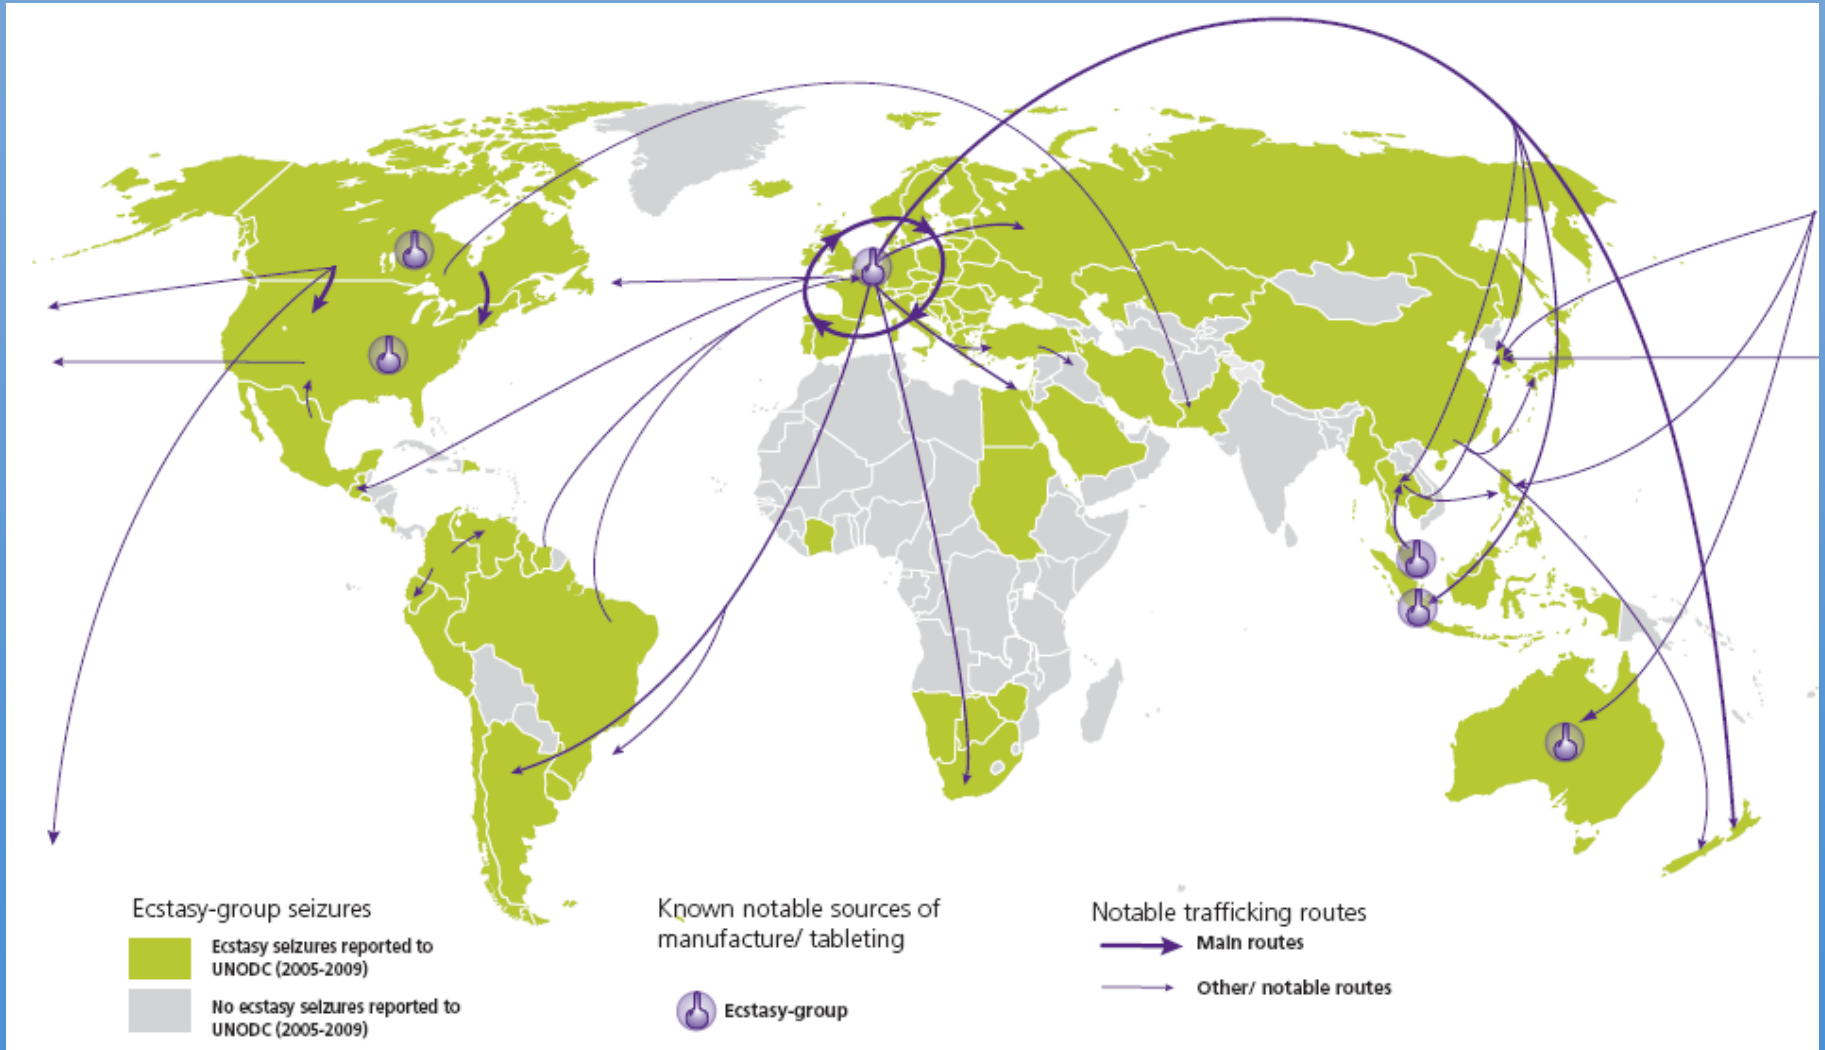 Ecstasy-group seizures
Ecstasy seizures reported to
UNODC (2005-2009)
No ecstasy seizures reported to
UNODC (2005-2009)
Known notable sources of
manufacture/ tableting
Ecstasy-group
Notable trafficking routes
Main routes
Other/ notable routes